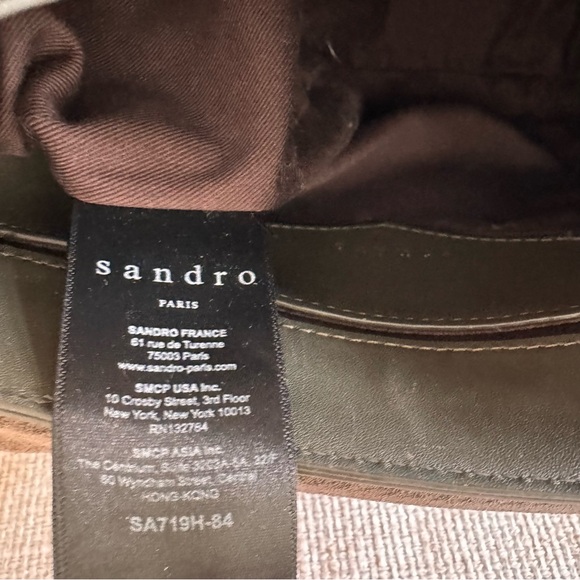 sandro
PARIS
SANDRO FRANCE
61 rue de Turenne
75003 Paris
www.sandro-paris.com
SMCP USA Inc.
10 Crosby Street, 3rd Floor
New York, New York 10013
RN132764
SMCP ASIA Inc.
The Centrium, Suite 3203A-5A, 32/F
60 Wyndham Street, Central
HONG-KONG
SA719H-84